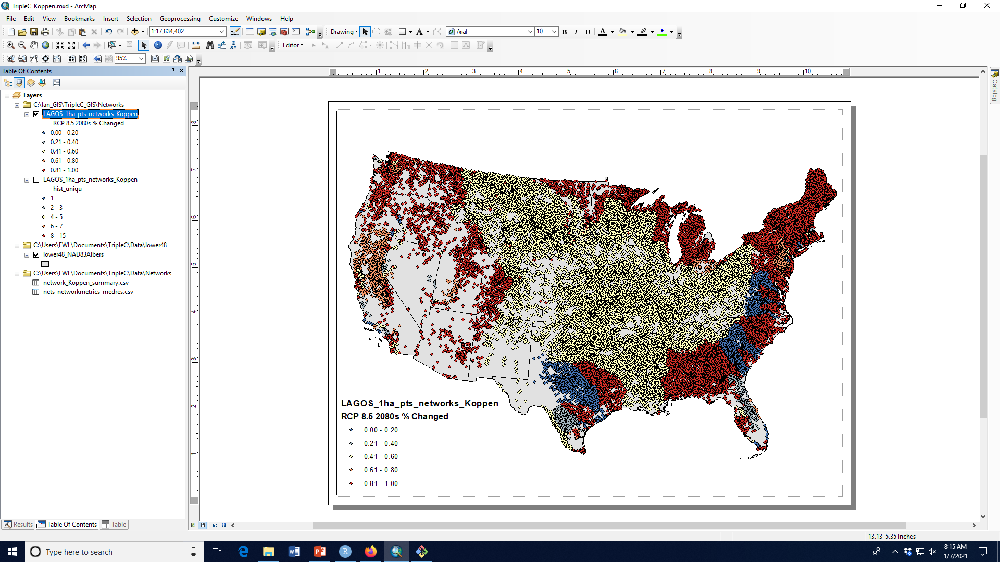 TripleC_Koppen.mxd - ArcMap
File Edit View Bookmarks Insert Selection Geoprocessing Customize Windows Help
1:17,634,402 Drawing Arial 10 B I U A
Editor
95%
Table Of Contents
Layers
C:\Ian_GIS\TripleC_GIS\Networks
LAGOS_1ha_pts_networks_Koppen
RCP 8.5 2080s % Changed
0.00 - 0.20
0.21 - 0.40
0.41 - 0.60
0.61 - 0.80
0.81 - 1.00
LAGOS_1ha_pts_networks_Koppen
hist_uniqu
1
2 - 3
4 - 5
6 - 7
8 - 15
C:\Users\FWL\Documents\TripleC\Data\lower48
lower48_NAD83Albers
C:\Users\FWL\Documents\TripleC\Data\Networks
network_Koppen_summary.csv
nets_networkmetrics_medres.csv
Results Table Of Contents Table
1 2 3 4 5 6 7 8 9 10
8
7
6
5
4
3
2
1
LAGOS_1ha_pts_networks_Koppen
RCP 8.5 2080s % Changed
0.00 - 0.20
0.21 - 0.40
0.41 - 0.60
0.61 - 0.80
0.81 - 1.00
Catalog
13.13 5.35 Inches
Type here to search
8:15 AM
1/7/2021